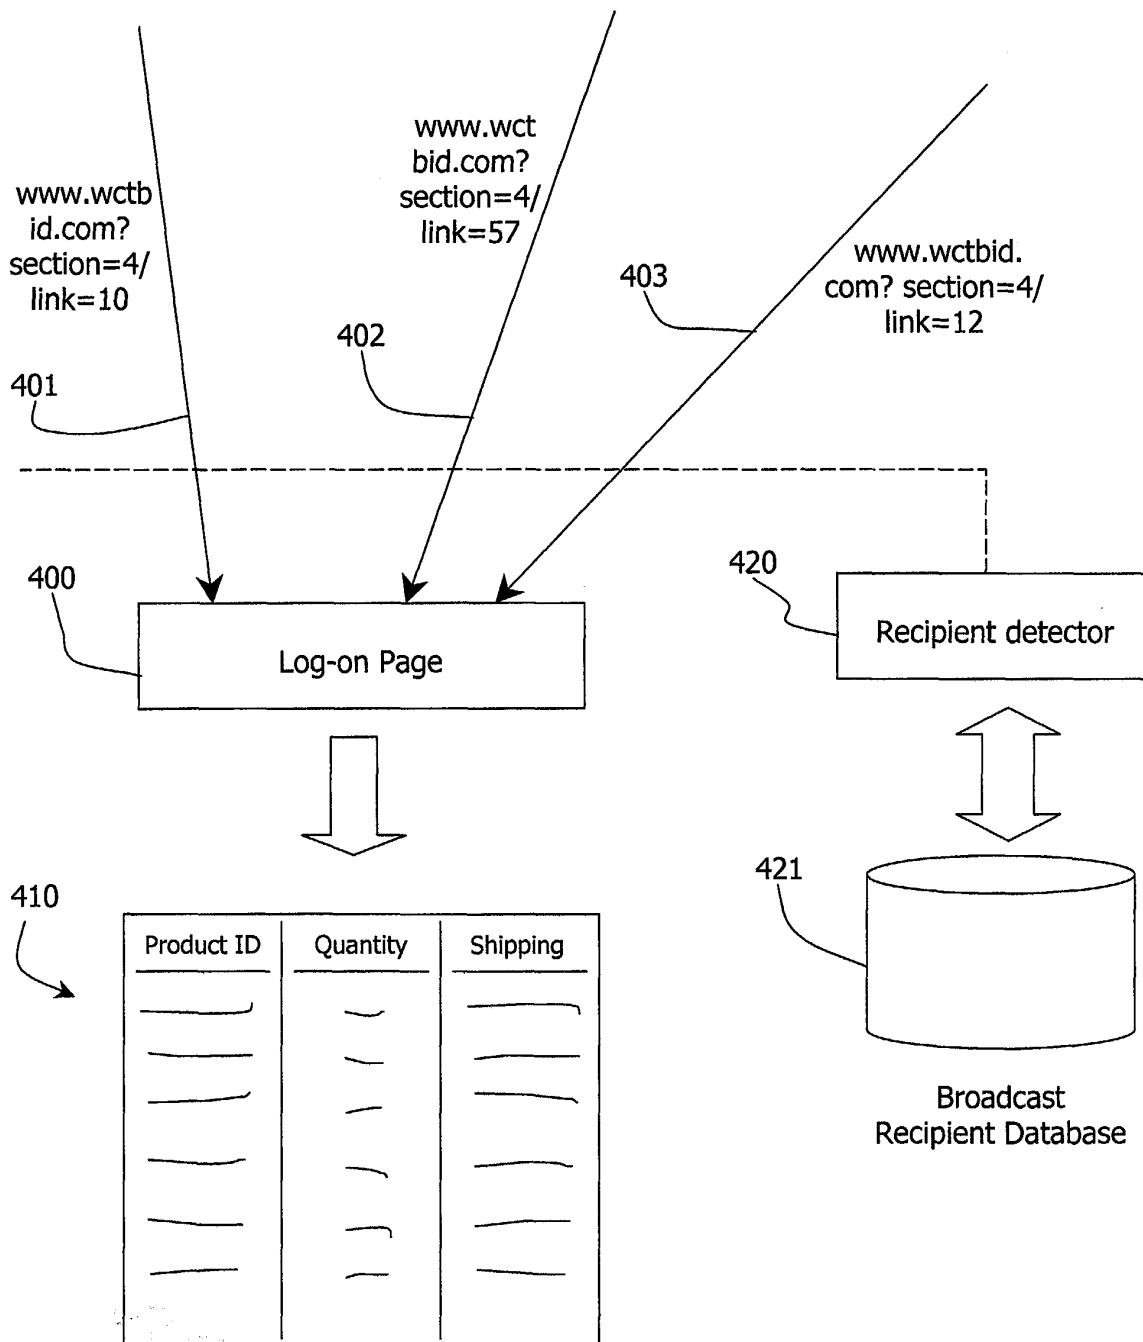 www.wctb
id.com?
section=4/
link=10
www.wct
bid.com?
section=4/
link=57
www.wctbid.
com? section=4/
link=12
401
402
403
400
Log-on Page
420
Recipient detector
410
Product ID
Quantity
Shipping
421
Broadcast
Recipient Database